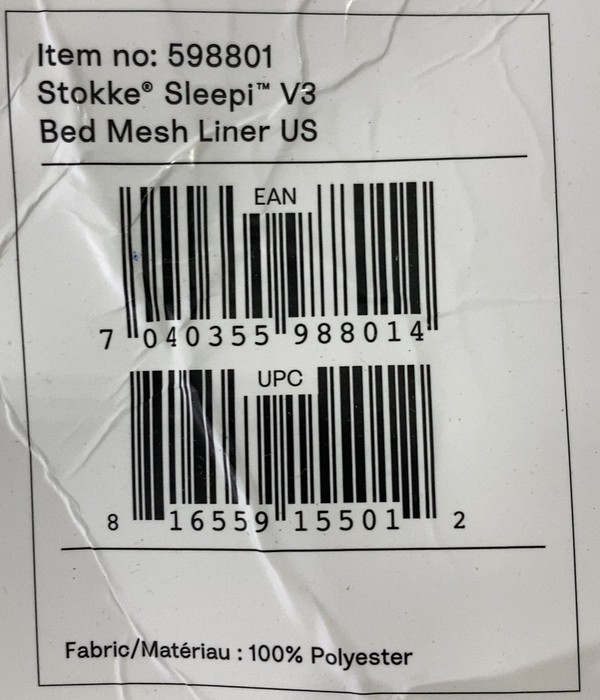 Item no: 598801
Stokke® Sleepi™ V3
Bed Mesh Liner US
EAN
7 040355 988014
UPC
8 16559 15501 2
Fabric/Matériau : 100% Polyester